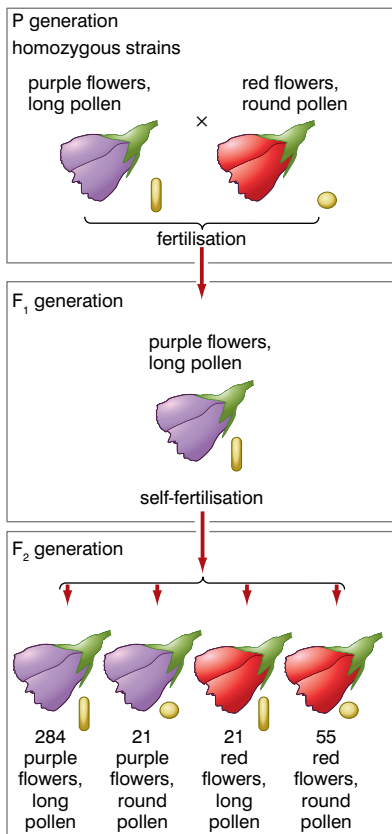 P generation
homozygous strains
purple flowers,
long pollen
×
red flowers,
round pollen
fertilisation
F₁ generation
purple flowers,
long pollen
self-fertilisation
F₂ generation
284
purple
flowers,
long
pollen
21
purple
flowers,
round
pollen
21
red
flowers,
long
pollen
55
red
flowers,
round
pollen